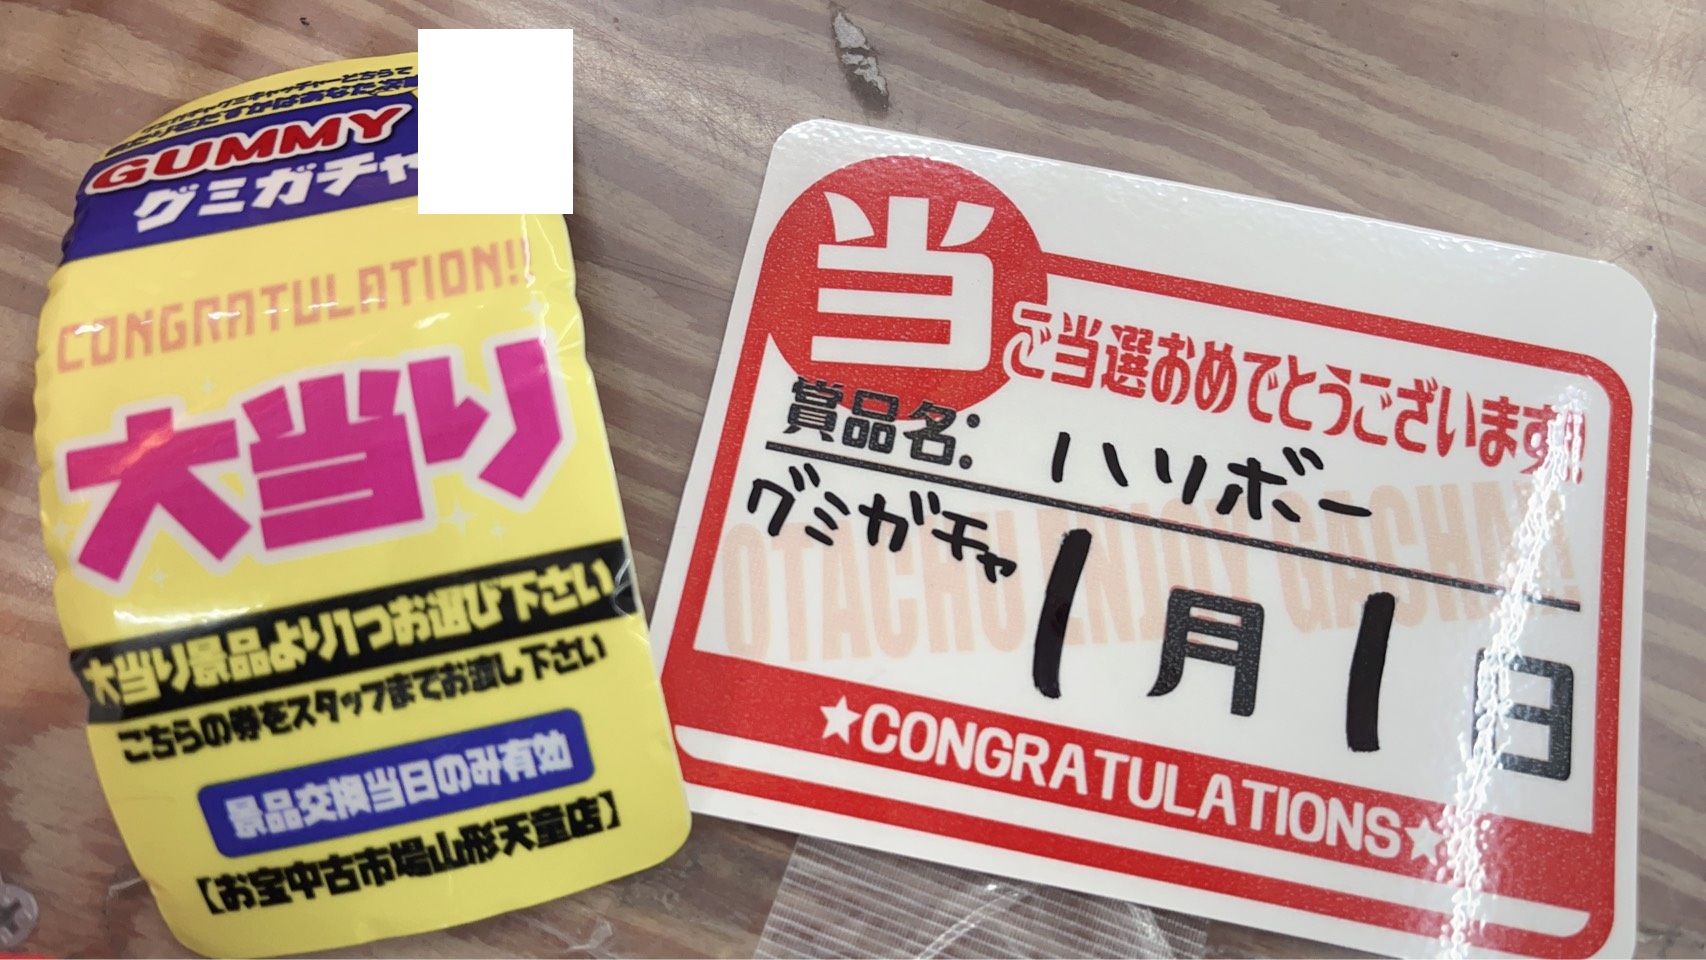 GUMMY
グミガチャ
CONGRATULATION!!
大当り
大当り景品より1つお選び下さい
こちらの券をスタッフまでお渡し下さい
景品交換当日のみ有効
【お宝中古市場山形天童店】
当
ご当選おめでとうございます!!
賞品名: ハリボー
グミガチャ
OTACHU ENJOY GASHA!!
1月1日
★CONGRATULATIONS★